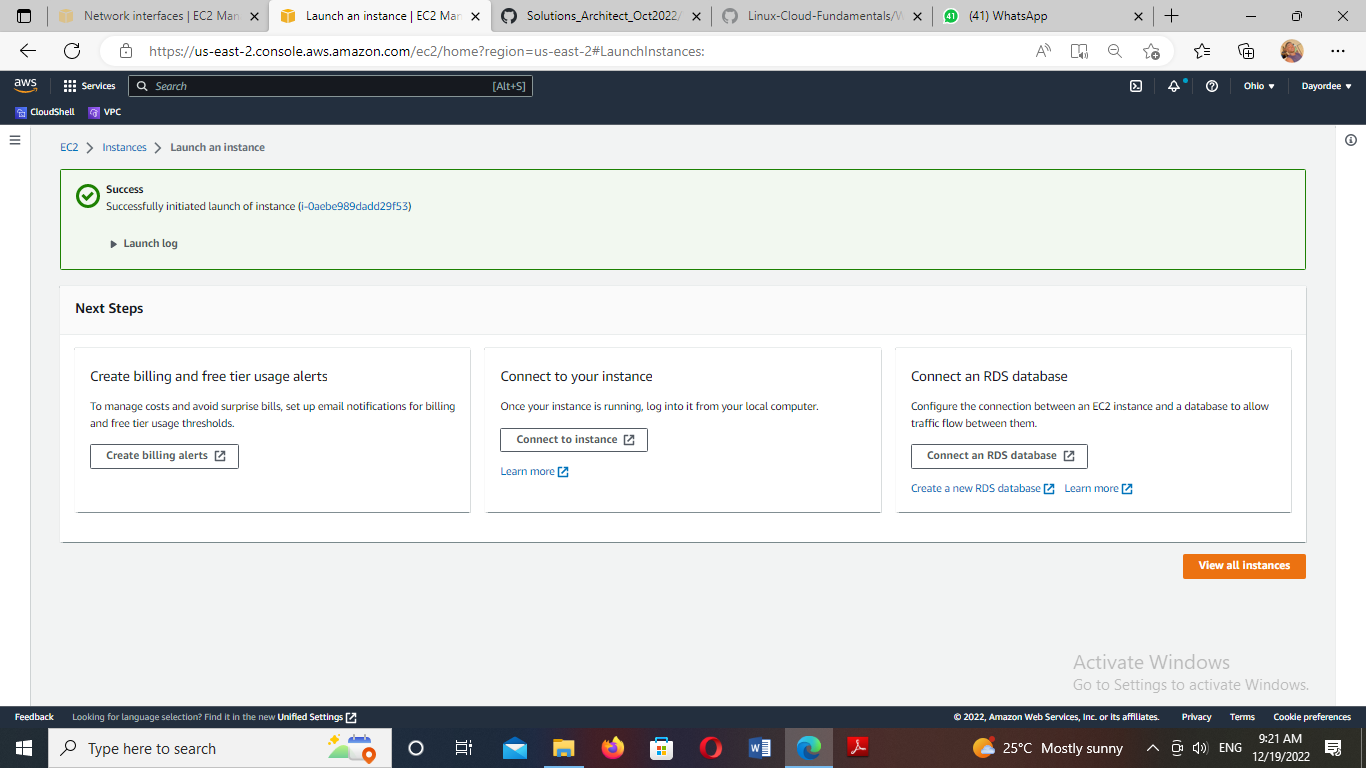 Network interfaces | EC2 Man
Launch an instance | EC2 Man
Solutions_Architect_Oct2022/
Linux-Cloud-Fundamentals/W
41
(41) WhatsApp
https://us-east-2.console.aws.amazon.com/ec2/home?region=us-east-2#LaunchInstances:
aws
Services
Search
[Alt+S]
Ohio
Dayordee
CloudShell
VPC
EC2
Instances
Launch an instance
Success
Successfully initiated launch of instance (i-0aebe989dadd29f53)
Launch log
Next Steps
Create billing and free tier usage alerts
To manage costs and avoid surprise bills, set up email notifications for billing
and free tier usage thresholds.
Create billing alerts
Connect to your instance
Once your instance is running, log into it from your local computer.
Connect to instance
Learn more
Connect an RDS database
Configure the connection between an EC2 instance and a database to allow
traffic flow between them.
Connect an RDS database
Create a new RDS database
Learn more
View all instances
Activate Windows
Go to Settings to activate Windows.
Feedback
Looking for language selection? Find it in the new Unified Settings
© 2022, Amazon Web Services, Inc. or its affiliates.
Privacy
Terms
Cookie preferences
Type here to search
25°C Mostly sunny
ENG
9:21 AM
12/19/2022